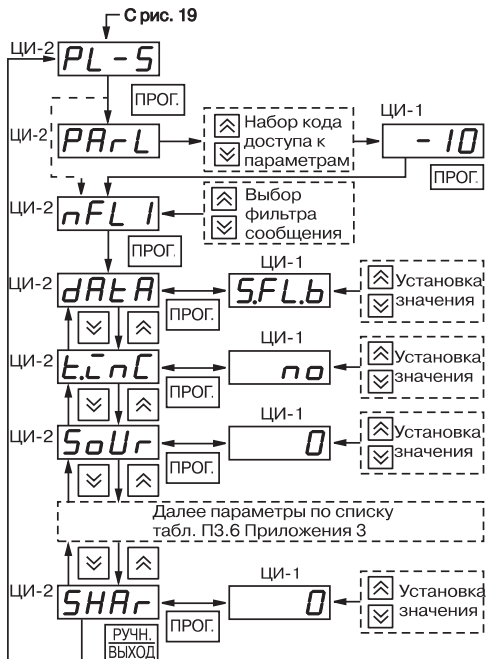 С рис. 19
ЦИ-2
PL-S
ПРОГ.
ЦИ-2
PArL
Набор кода
доступа к
параметрам
ЦИ-1
-10
ПРОГ.
ЦИ-2
nFL1
Выбор
фильтра
сообщения
ПРОГ.
ЦИ-2
dAtA
ПРОГ.
ЦИ-1
S.FL.b
Установка
значения
ЦИ-2
t.inC
ПРОГ.
ЦИ-1
no
Установка
значения
ЦИ-2
SoUr
ПРОГ.
ЦИ-1
0
Установка
значения
Далее параметры по списку
табл. П3.6 Приложения 3
ЦИ-2
SHAr
ПРОГ.
ЦИ-1
0
Установка
значения
РУЧН.
ВЫХОД